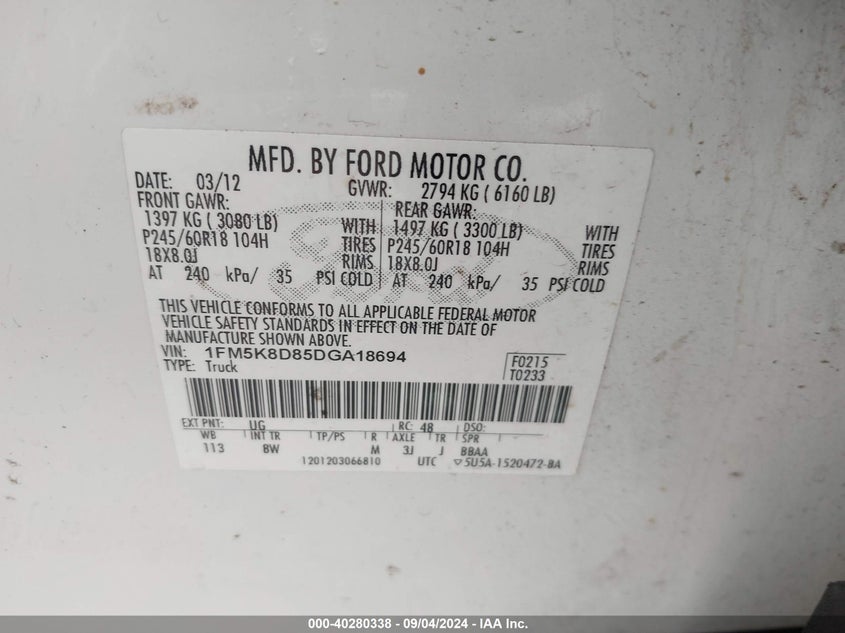 MFD. BY FORD MOTOR CO.
DATE: 03/12 GVWR: 2794 KG ( 6160 LB)
FRONT GAWR: REAR GAWR:
1397 KG ( 3080 LB) WITH 1497 KG ( 3300 LB) WITH
P245/60R18 104H TIRES P245/60R18 104H TIRES
18X8.0J RIMS 18X8.0J RIMS
AT 240 kPa/ 35 PSI COLD AT 240 kPa/ 35 PSI COLD
THIS VEHICLE CONFORMS TO ALL APPLICABLE FEDERAL MOTOR
VEHICLE SAFETY STANDARDS IN EFFECT ON THE DATE OF
MANUFACTURE SHOWN ABOVE.
VIN: 1FM5K8D85DGA18694 F0215
TYPE: Truck T0233
EXT PNT: UG RC: 48 DSO:
WB INT TR TP/PS R AXLE TR SPR
113 8W M 3J J BBAA
1201203066810 UTC ▽5U5A-1520472-BA
000-40280338 - 09/04/2024 - IAA Inc.